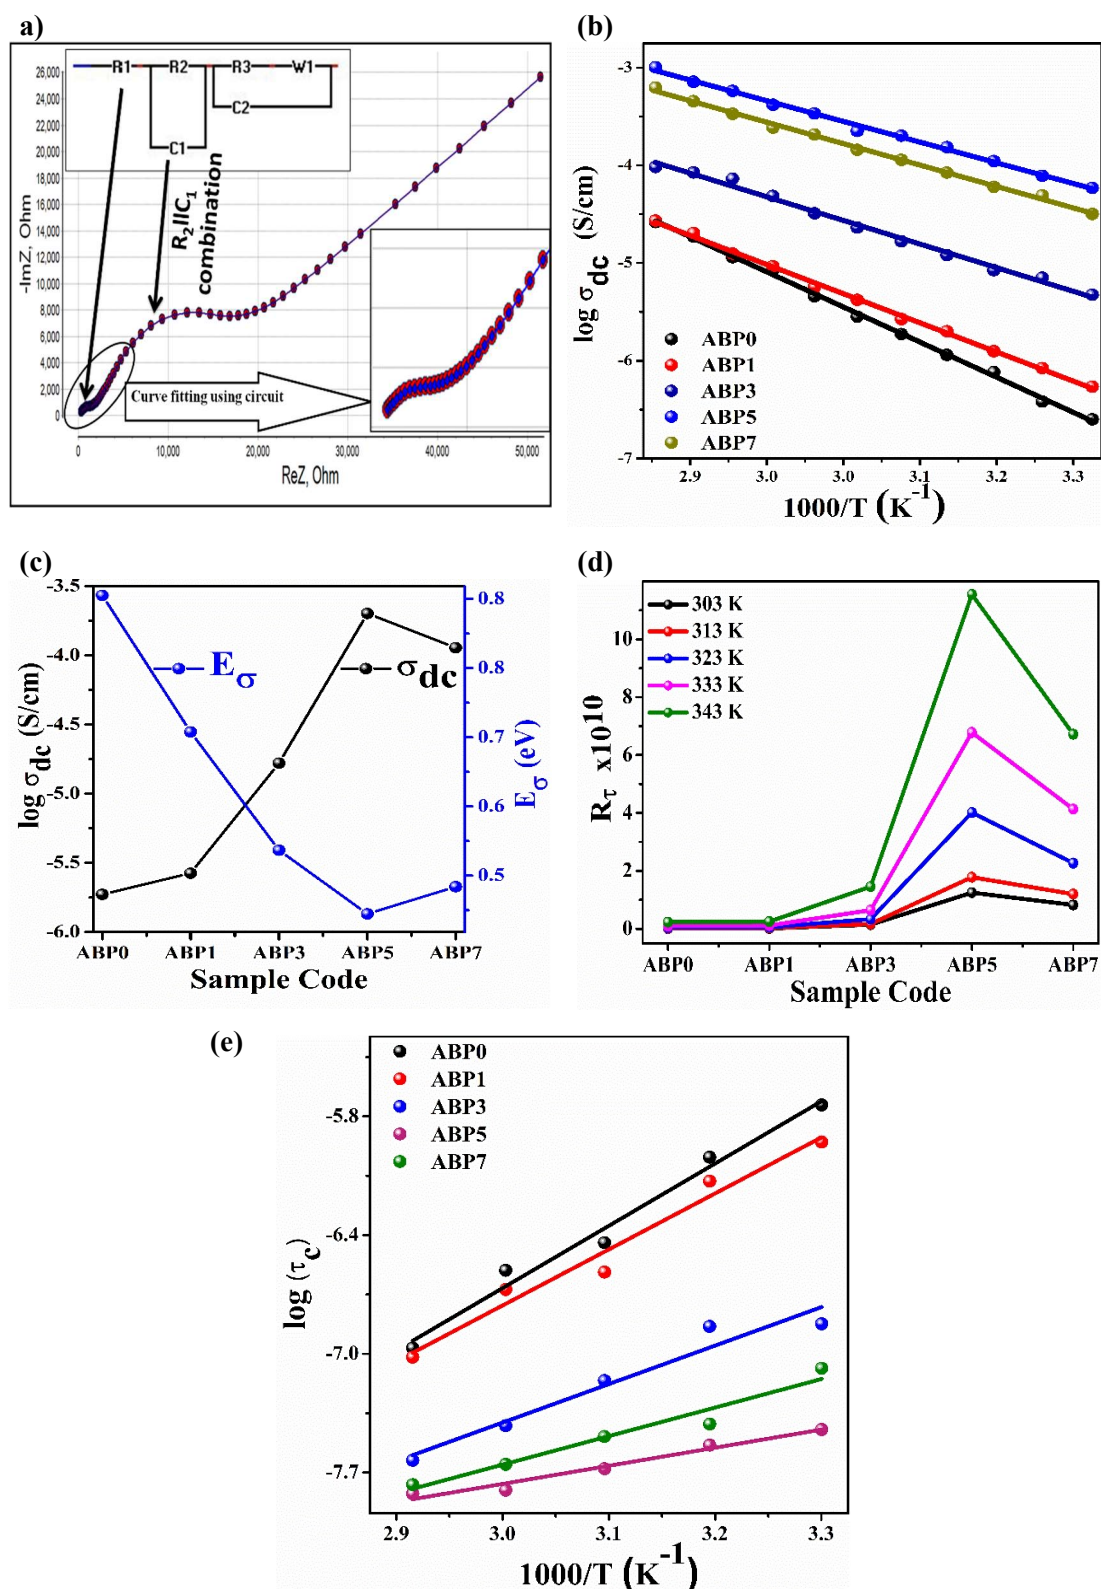 a)
R1 R2 R3 W1
C2
C1
R₂IIC₁
combination
-ImZ, Ohm
26,000
24,000
22,000
20,000
18,000
16,000
14,000
12,000
10,000
8,000
6,000
4,000
2,000
0
Curve fitting using circuit
0 10,000 20,000 30,000 40,000 50,000
ReZ, Ohm
(b)
log σdc (S/cm)
-3
-4
-5
-6
-7
ABP0
ABP1
ABP3
ABP5
ABP7
2.9 3.0 3.0 3.1 3.2 3.3
1000/T (K⁻¹)
(c)
log σdc (S/cm)
-3.5
-4.0
-4.5
-5.0
-5.5
-6.0
Eσ
σdc
0.8
0.8
0.7
0.6
0.5
Eσ (eV)
ABP0 ABP1 ABP3 ABP5 ABP7
Sample Code
(d)
Rτ x10¹⁰
10
8
6
4
2
0
303 K
313 K
323 K
333 K
343 K
ABP0 ABP1 ABP3 ABP5 ABP7
Sample Code
(e)
log (τc)
-5.8
-6.4
-7.0
-7.7
ABP0
ABP1
ABP3
ABP5
ABP7
2.9 3.0 3.1 3.2 3.3
1000/T (K⁻¹)